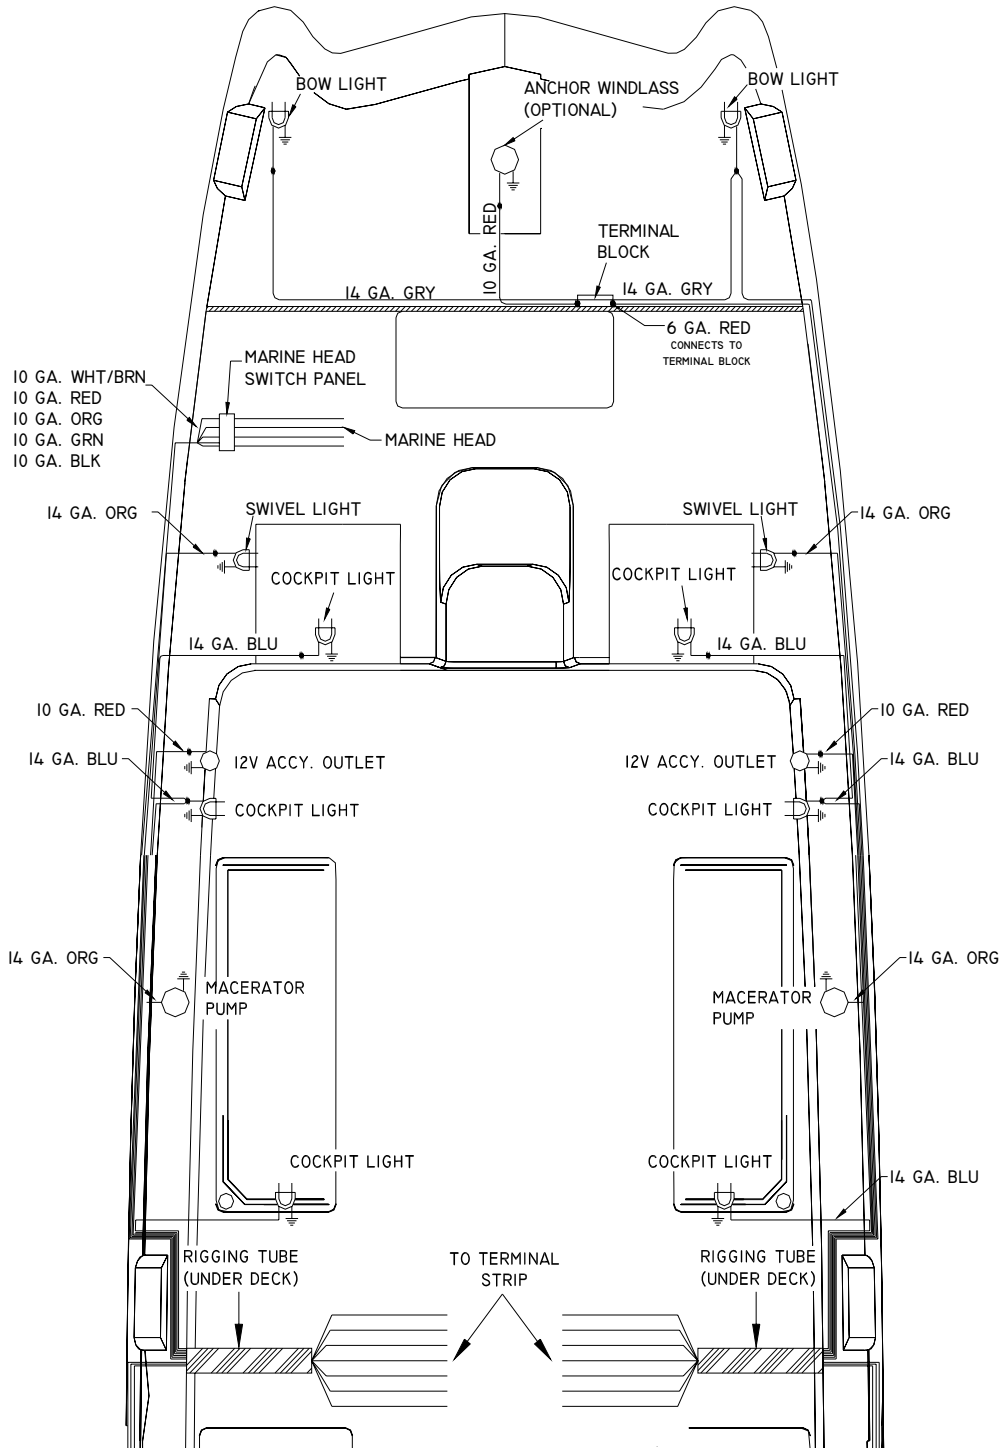 BOW LIGHT
ANCHOR WINDLASS
(OPTIONAL)
BOW LIGHT
10 GA. RED
TERMINAL
BLOCK
14 GA. GRY
14 GA. GRY
6 GA. RED
CONNECTS TO
TERMINAL BLOCK
10 GA. WHT/BRN
10 GA. RED
10 GA. ORG
10 GA. GRN
10 GA. BLK
MARINE HEAD
SWITCH PANEL
MARINE HEAD
14 GA. ORG
SWIVEL LIGHT
SWIVEL LIGHT
14 GA. ORG
COCKPIT LIGHT
COCKPIT LIGHT
14 GA. BLU
14 GA. BLU
10 GA. RED
10 GA. RED
14 GA. BLU
12V ACCY. OUTLET
12V ACCY. OUTLET
14 GA. BLU
COCKPIT LIGHT
COCKPIT LIGHT
14 GA. ORG
14 GA. ORG
MACERATOR
PUMP
MACERATOR
PUMP
COCKPIT LIGHT
COCKPIT LIGHT
14 GA. BLU
RIGGING TUBE
(UNDER DECK)
TO TERMINAL
STRIP
RIGGING TUBE
(UNDER DECK)